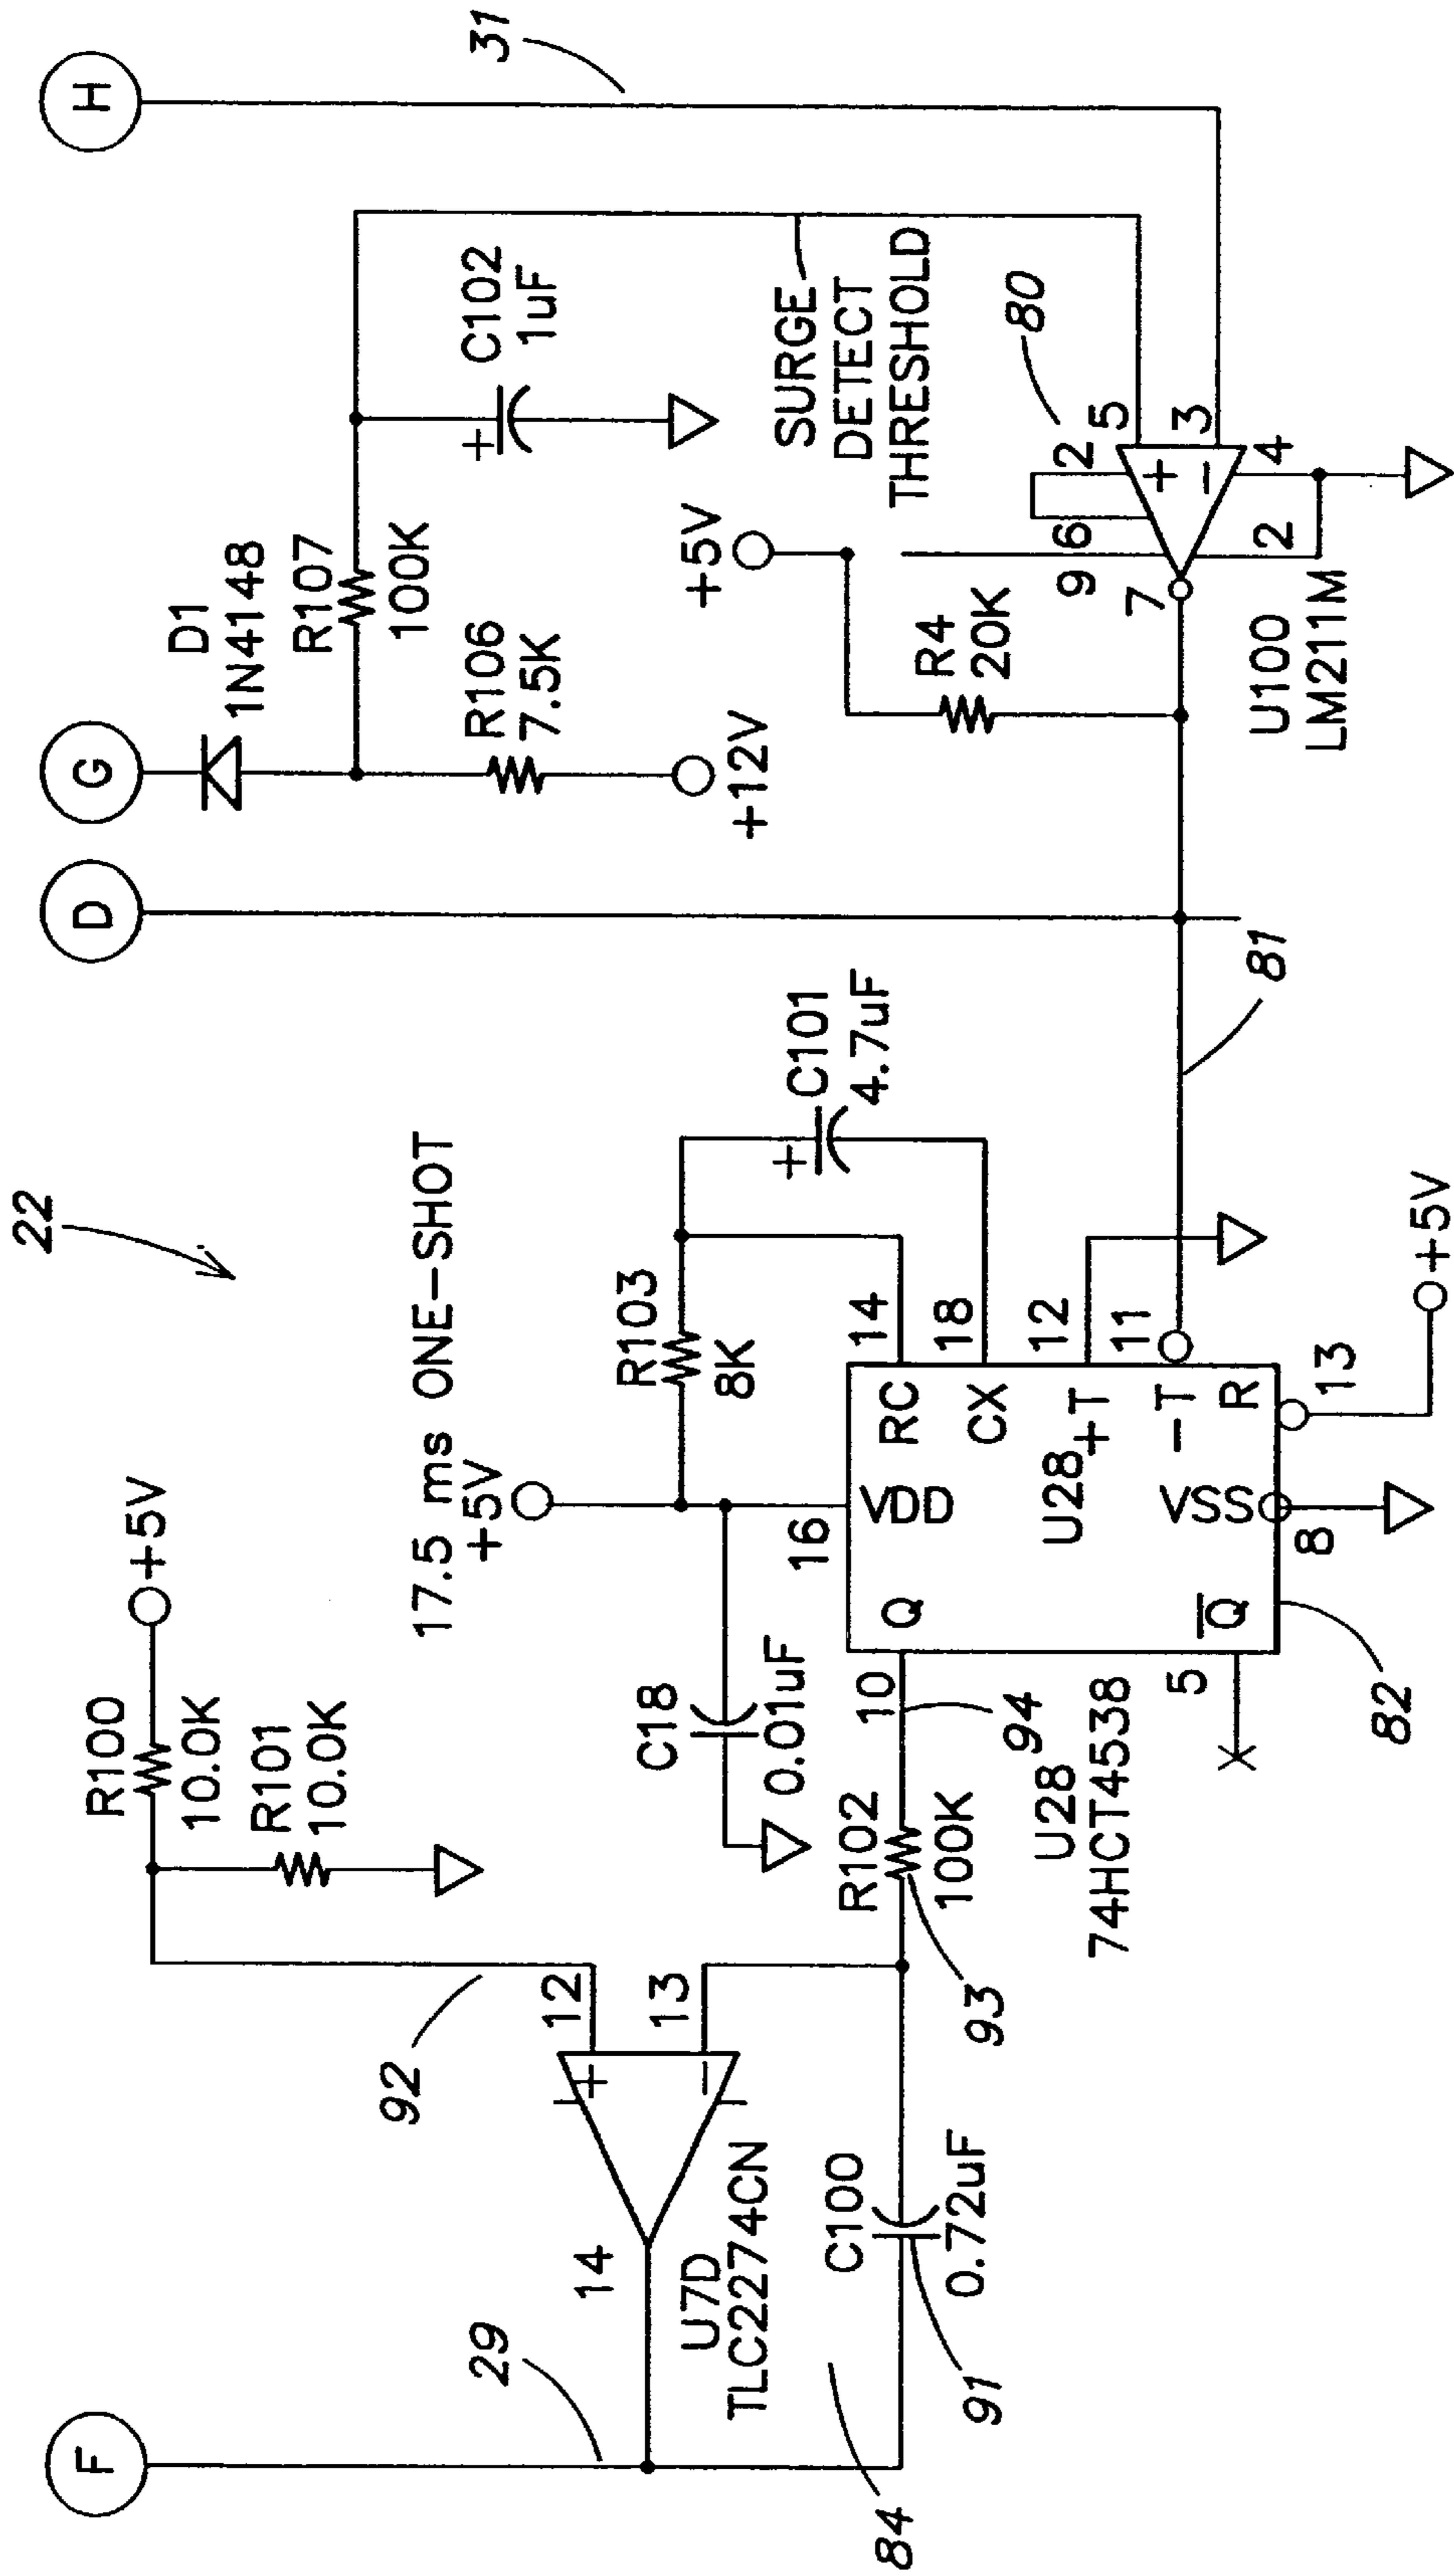 22
F
29
92
R100
10.0K
+5V
R101
10.0K
12
13
+
−
14
U7D
TLC2274CN
84
C100
0.72uF
91
93
R102
100K
94
10
C18
0.01uF
17.5 ms ONE-SHOT
+5V
16
R103
8K
C101
4.7uF
+
14
18
12
11
13
8
5
Q
VDD
RC
CX
U28
+T
−T
Q
VSS
R
+5V
U28
74HCT4538
82
81
D
G
H
31
D1
1N4148
R107
100K
R106
7.5K
+12V
C102
1uF
+
SURGE
DETECT
THRESHOLD
+5V
R4
20K
80
9
6
2
5
3
+
−
7
2
4
U100
LM211M